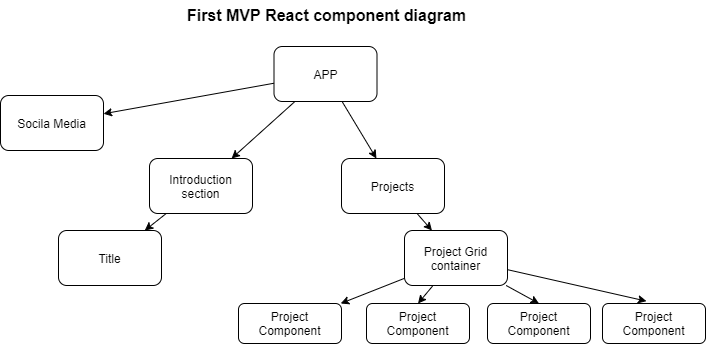 First MVP React component diagram
APP
Socila Media
Introduction
section
Projects
Title
Project Grid
container
Project
Component
Project
Component
Project
Component
Project
Component